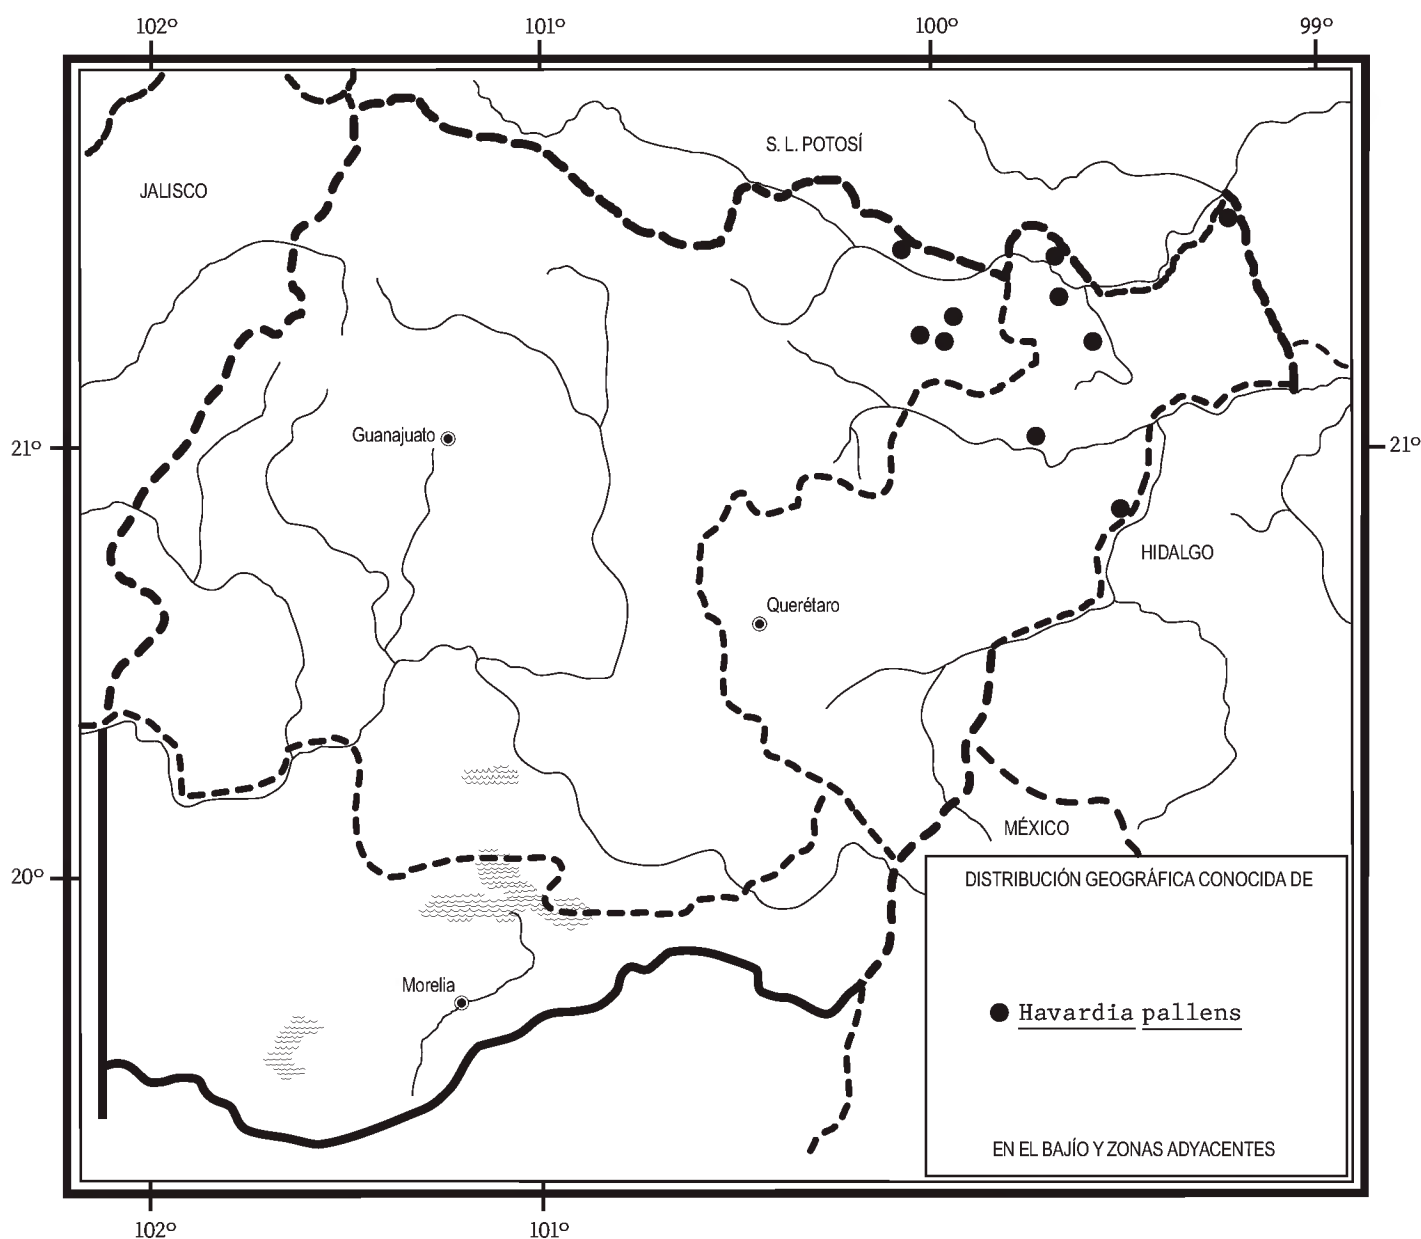 102º 101º 100º 99º
S. L. POTOSÍ
JALISCO
Guanajuato
21º 21º
HIDALGO
Querétaro
MÉXICO
20º
DISTRIBUCIÓN GEOGRÁFICA CONOCIDA DE
Morelia
Havardia pallens
EN EL BAJÍO Y ZONAS ADYACENTES
102º 101º